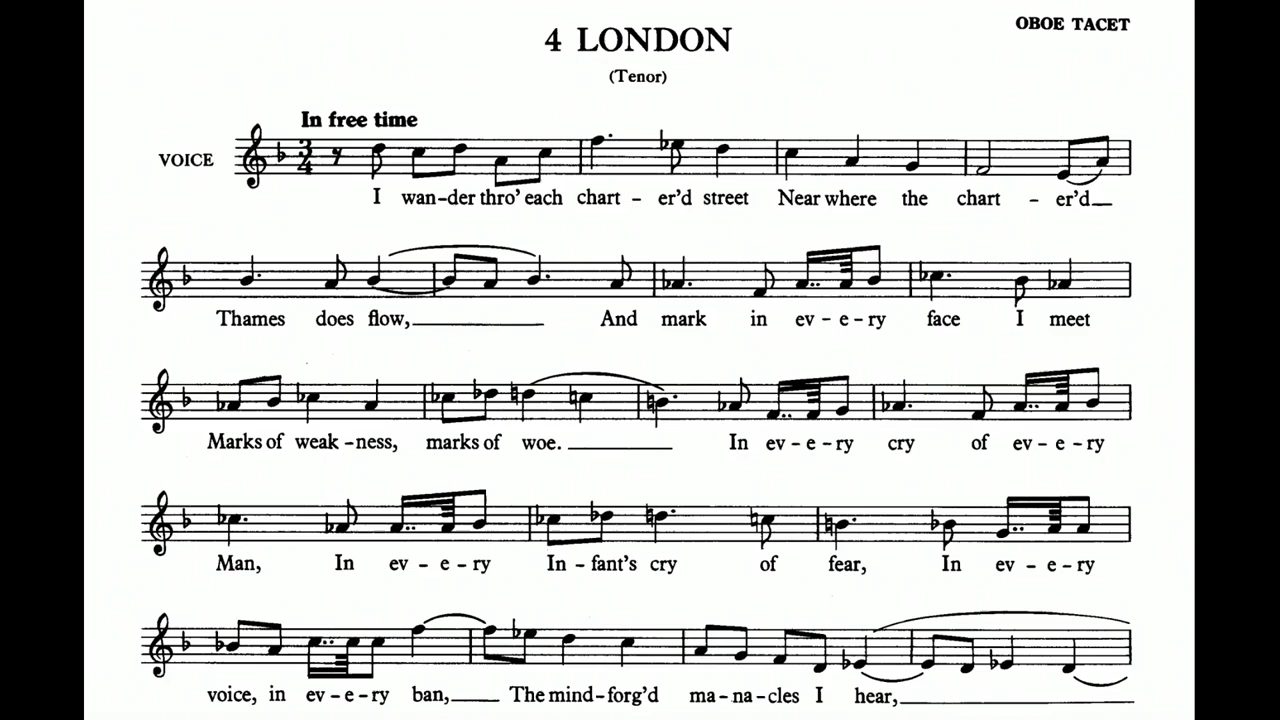 OBOE TACET
4 LONDON
(Tenor)
In free time
VOICE
I wan-der thro' each chart - er'd street Near where the chart - er'd
Thames does flow, And mark in ev - e - ry face I meet
Marks of weak - ness, marks of woe. In ev - e - ry cry of ev - e - ry
Man, In ev - e - ry In - fant's cry of fear, In ev - e - ry
voice, in ev - e - ry ban, The mind-forg'd ma - na - cles I hear,